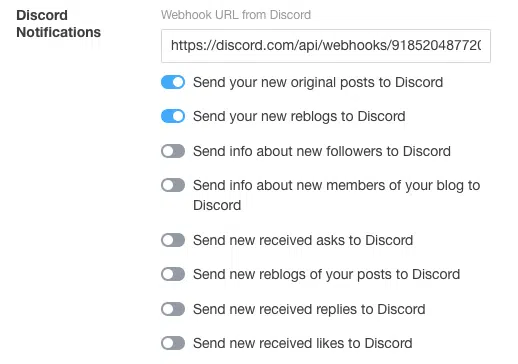 Discord
Notifications
Webhook URL from Discord
https://discord.com/api/webhooks/91852048772(
Send your new original posts to Discord
Send your new reblogs to Discord
Send info about new followers to Discord
Send info about new members of your blog to
Discord
Send new received asks to Discord
Send new reblogs of your posts to Discord
Send new received replies to Discord
Send new received likes to Discord